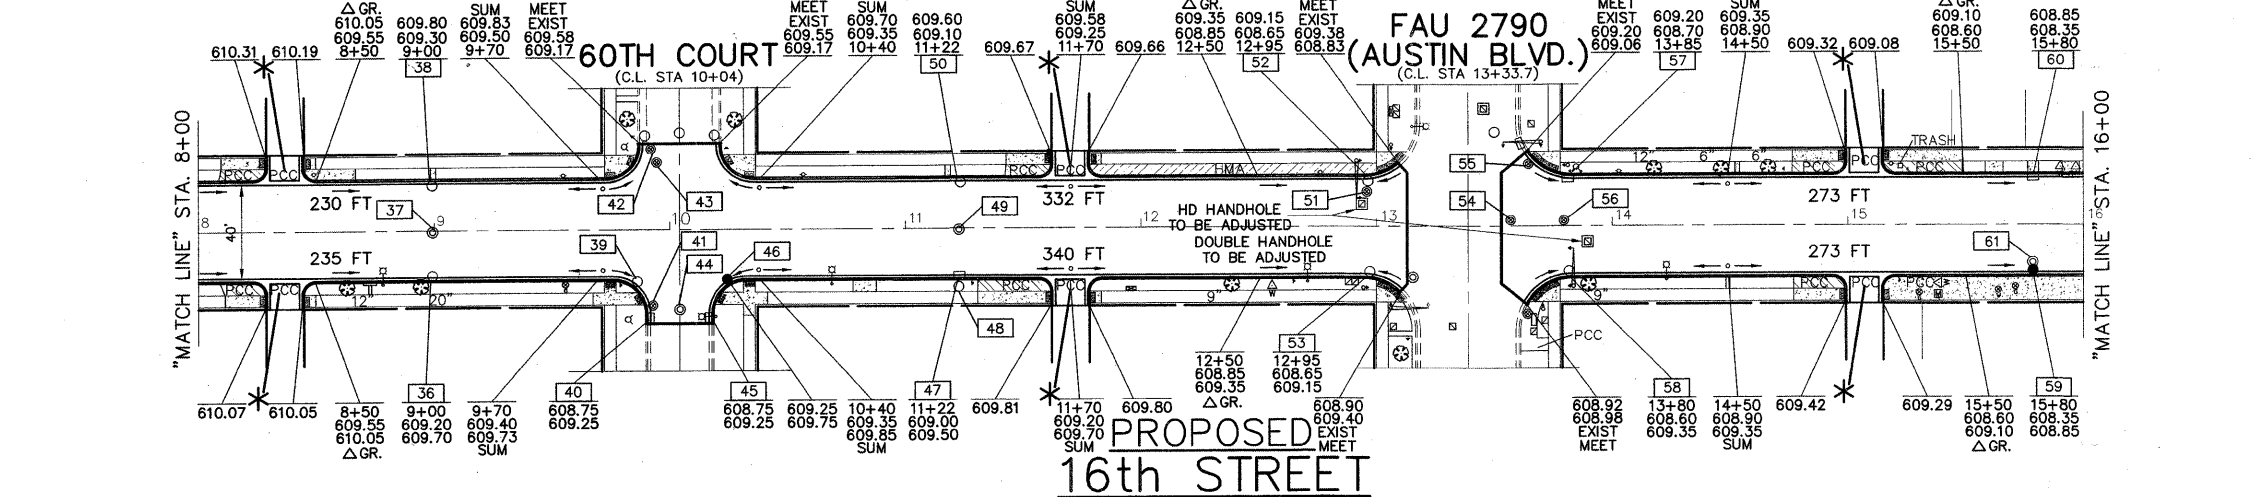 △ GR.
610.05
609.55
8+50
610.31
610.19
609.80
609.30
9+00
38
SUM
609.83
609.50
9+70
MEET
EXIST
609.58
609.17
60TH COURT
(C.L. STA 10+04)
MEET
EXIST
609.55
609.17
SUM
609.70
609.35
10+40
609.60
609.10
11+22
50
609.67
SUM
609.58
609.25
11+70
609.66
△ GR.
609.35
608.85
12+50
609.15
608.65
12+95
52
MEET
EXIST
609.38
608.83
FAU 2790
(AUSTIN BLVD.)
(C.L. STA 13+33.7)
MEET
EXIST
609.20
609.06
609.20
608.70
13+85
57
SUM
609.35
608.90
14+50
609.32
609.08
△ GR.
609.10
608.60
15+50
608.85
608.35
15+80
60
"MATCH LINE" STA. 8+00
PCC
PCC
PCC
PCC
HMA
12"
6"
6"
PCC
PCC
TRASH
PCC
"MATCH LINE" STA. 16+00
230 FT
42
43
332 FT
51
55
273 FT
8
40'
37
9
10
11
49
12
HD HANDHOLE
TO BE ADJUSTED
13
54
56
14
15
16
DOUBLE HANDHOLE
TO BE ADJUSTED
235 FT
39
41
44
46
340 FT
273 FT
61
PCC
PCC
12"
20"
PCC
PCC
9"
9"
PCC
PCC
PCC
48
PCC
610.07
610.05
8+50
609.55
610.05
△ GR.
36
9+00
609.20
609.70
9+70
609.40
609.73
SUM
40
608.75
609.25
45
608.75
609.25
609.25
609.75
10+40
609.35
609.85
SUM
47
11+22
609.00
609.50
609.81
11+70
609.20
609.70
SUM
609.80
12+50
608.85
609.35
△ GR.
53
12+95
608.65
609.15
608.90
609.40
EXIST
MEET
608.92
608.98
EXIST
MEET
58
13+80
608.60
609.35
14+50
608.90
609.35
SUM
609.42
609.29
15+50
608.60
609.10
△ GR.
59
15+80
608.35
608.85
PROPOSED
16th STREET